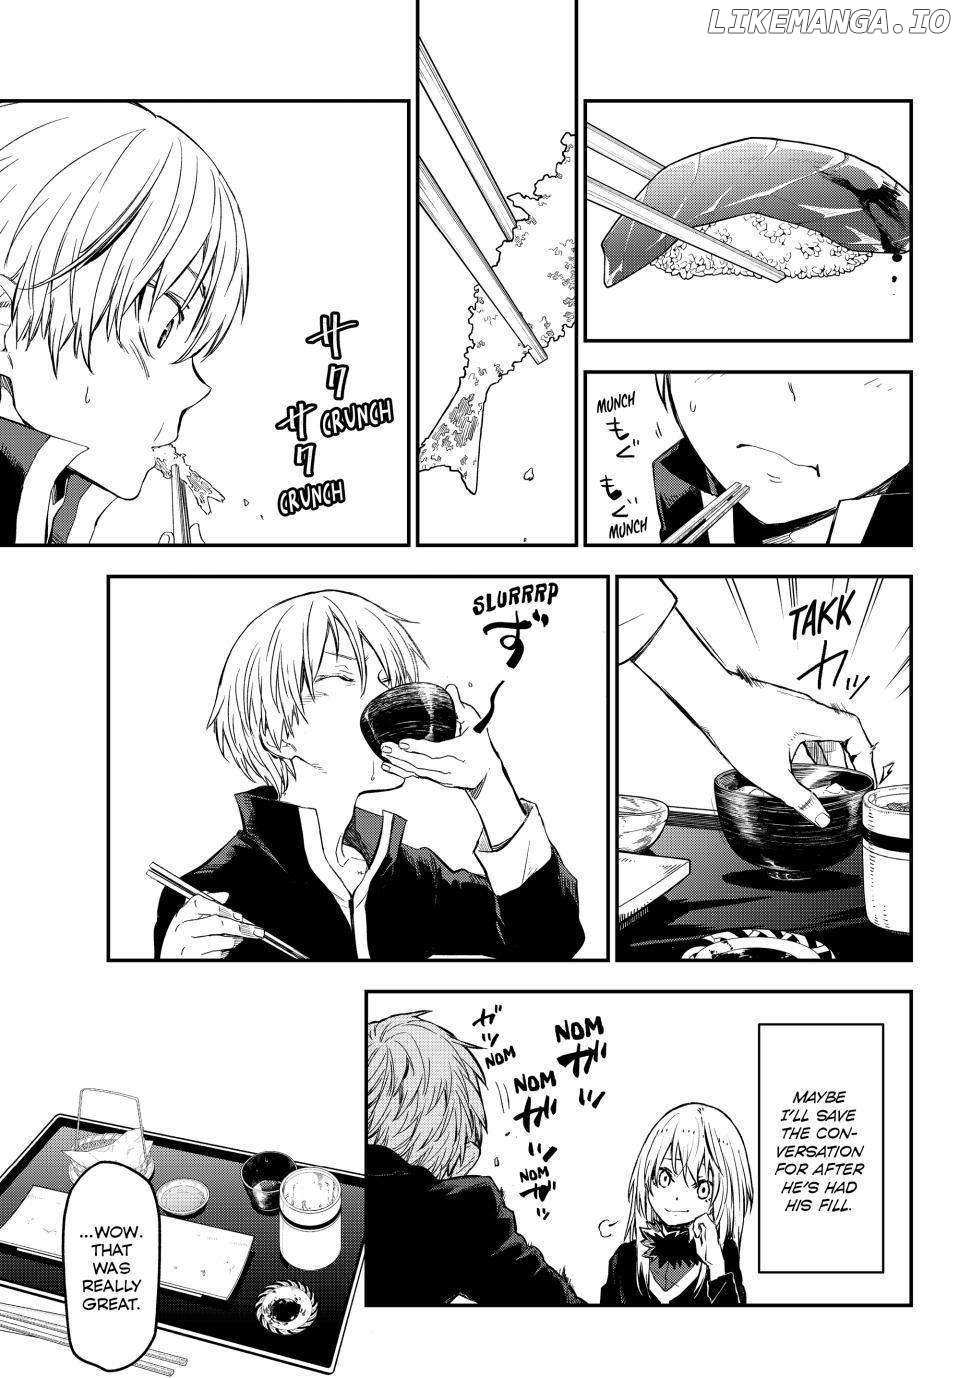 LIKEMANGA.IO
MUNCH
もぐ
もぐ
MUNCH
サク
CRUNCH
サク
CRUNCH
TAKK
カッ
SLURRRP
ず
NOM
ガッ
NOM
ガッ
NOM
ガッ
NOM
ガッ
MAYBE
I'LL SAVE
THE CON-
VERSATION
FOR AFTER
HE'S HAD
HIS FILL.
...WOW.
THAT
WAS
REALLY
GREAT.